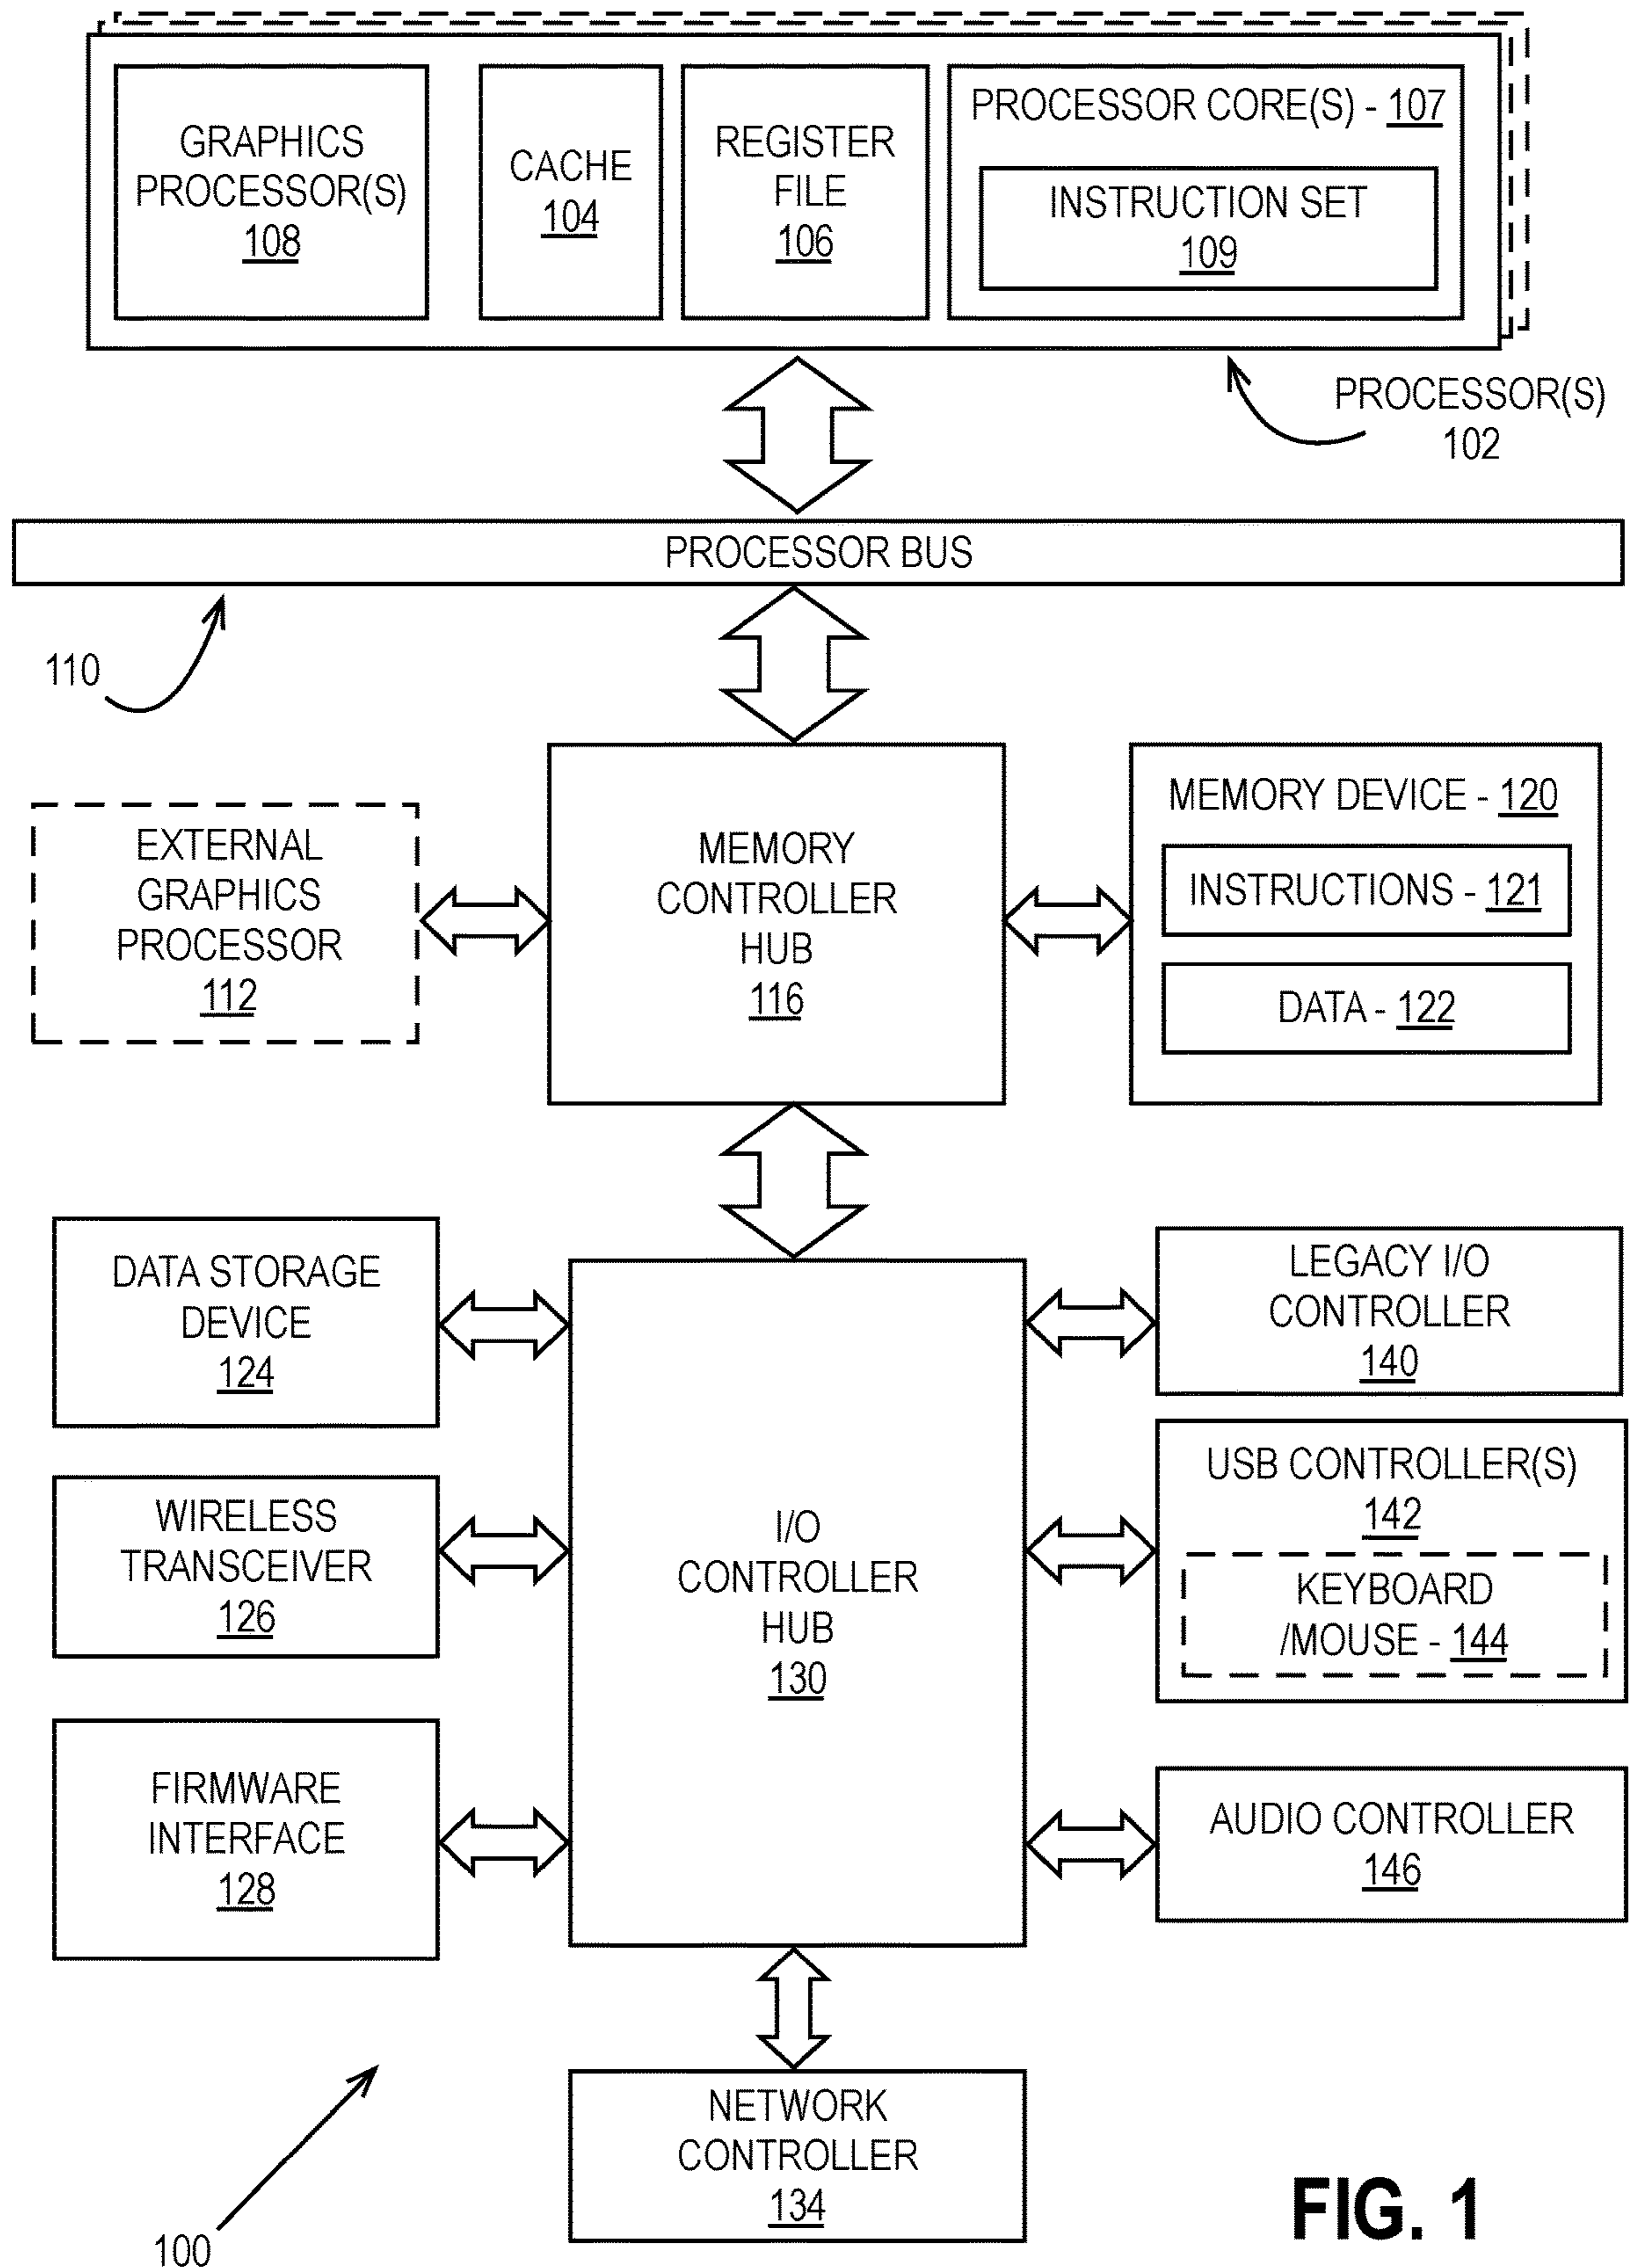 GRAPHICS
PROCESSOR(S)
108
CACHE
104
REGISTER
FILE
106
PROCESSOR CORE(S) - 107
INSTRUCTION SET
109
PROCESSOR(S)
102
PROCESSOR BUS
110
EXTERNAL
GRAPHICS
PROCESSOR
112
MEMORY
CONTROLLER
HUB
116
MEMORY DEVICE - 120
INSTRUCTIONS - 121
DATA - 122
DATA STORAGE
DEVICE
124
WIRELESS
TRANSCEIVER
126
FIRMWARE
INTERFACE
128
I/O
CONTROLLER
HUB
130
LEGACY I/O
CONTROLLER
140
USB CONTROLLER(S)
142
KEYBOARD
/MOUSE - 144
AUDIO CONTROLLER
146
NETWORK
CONTROLLER
134
100
FIG. 1